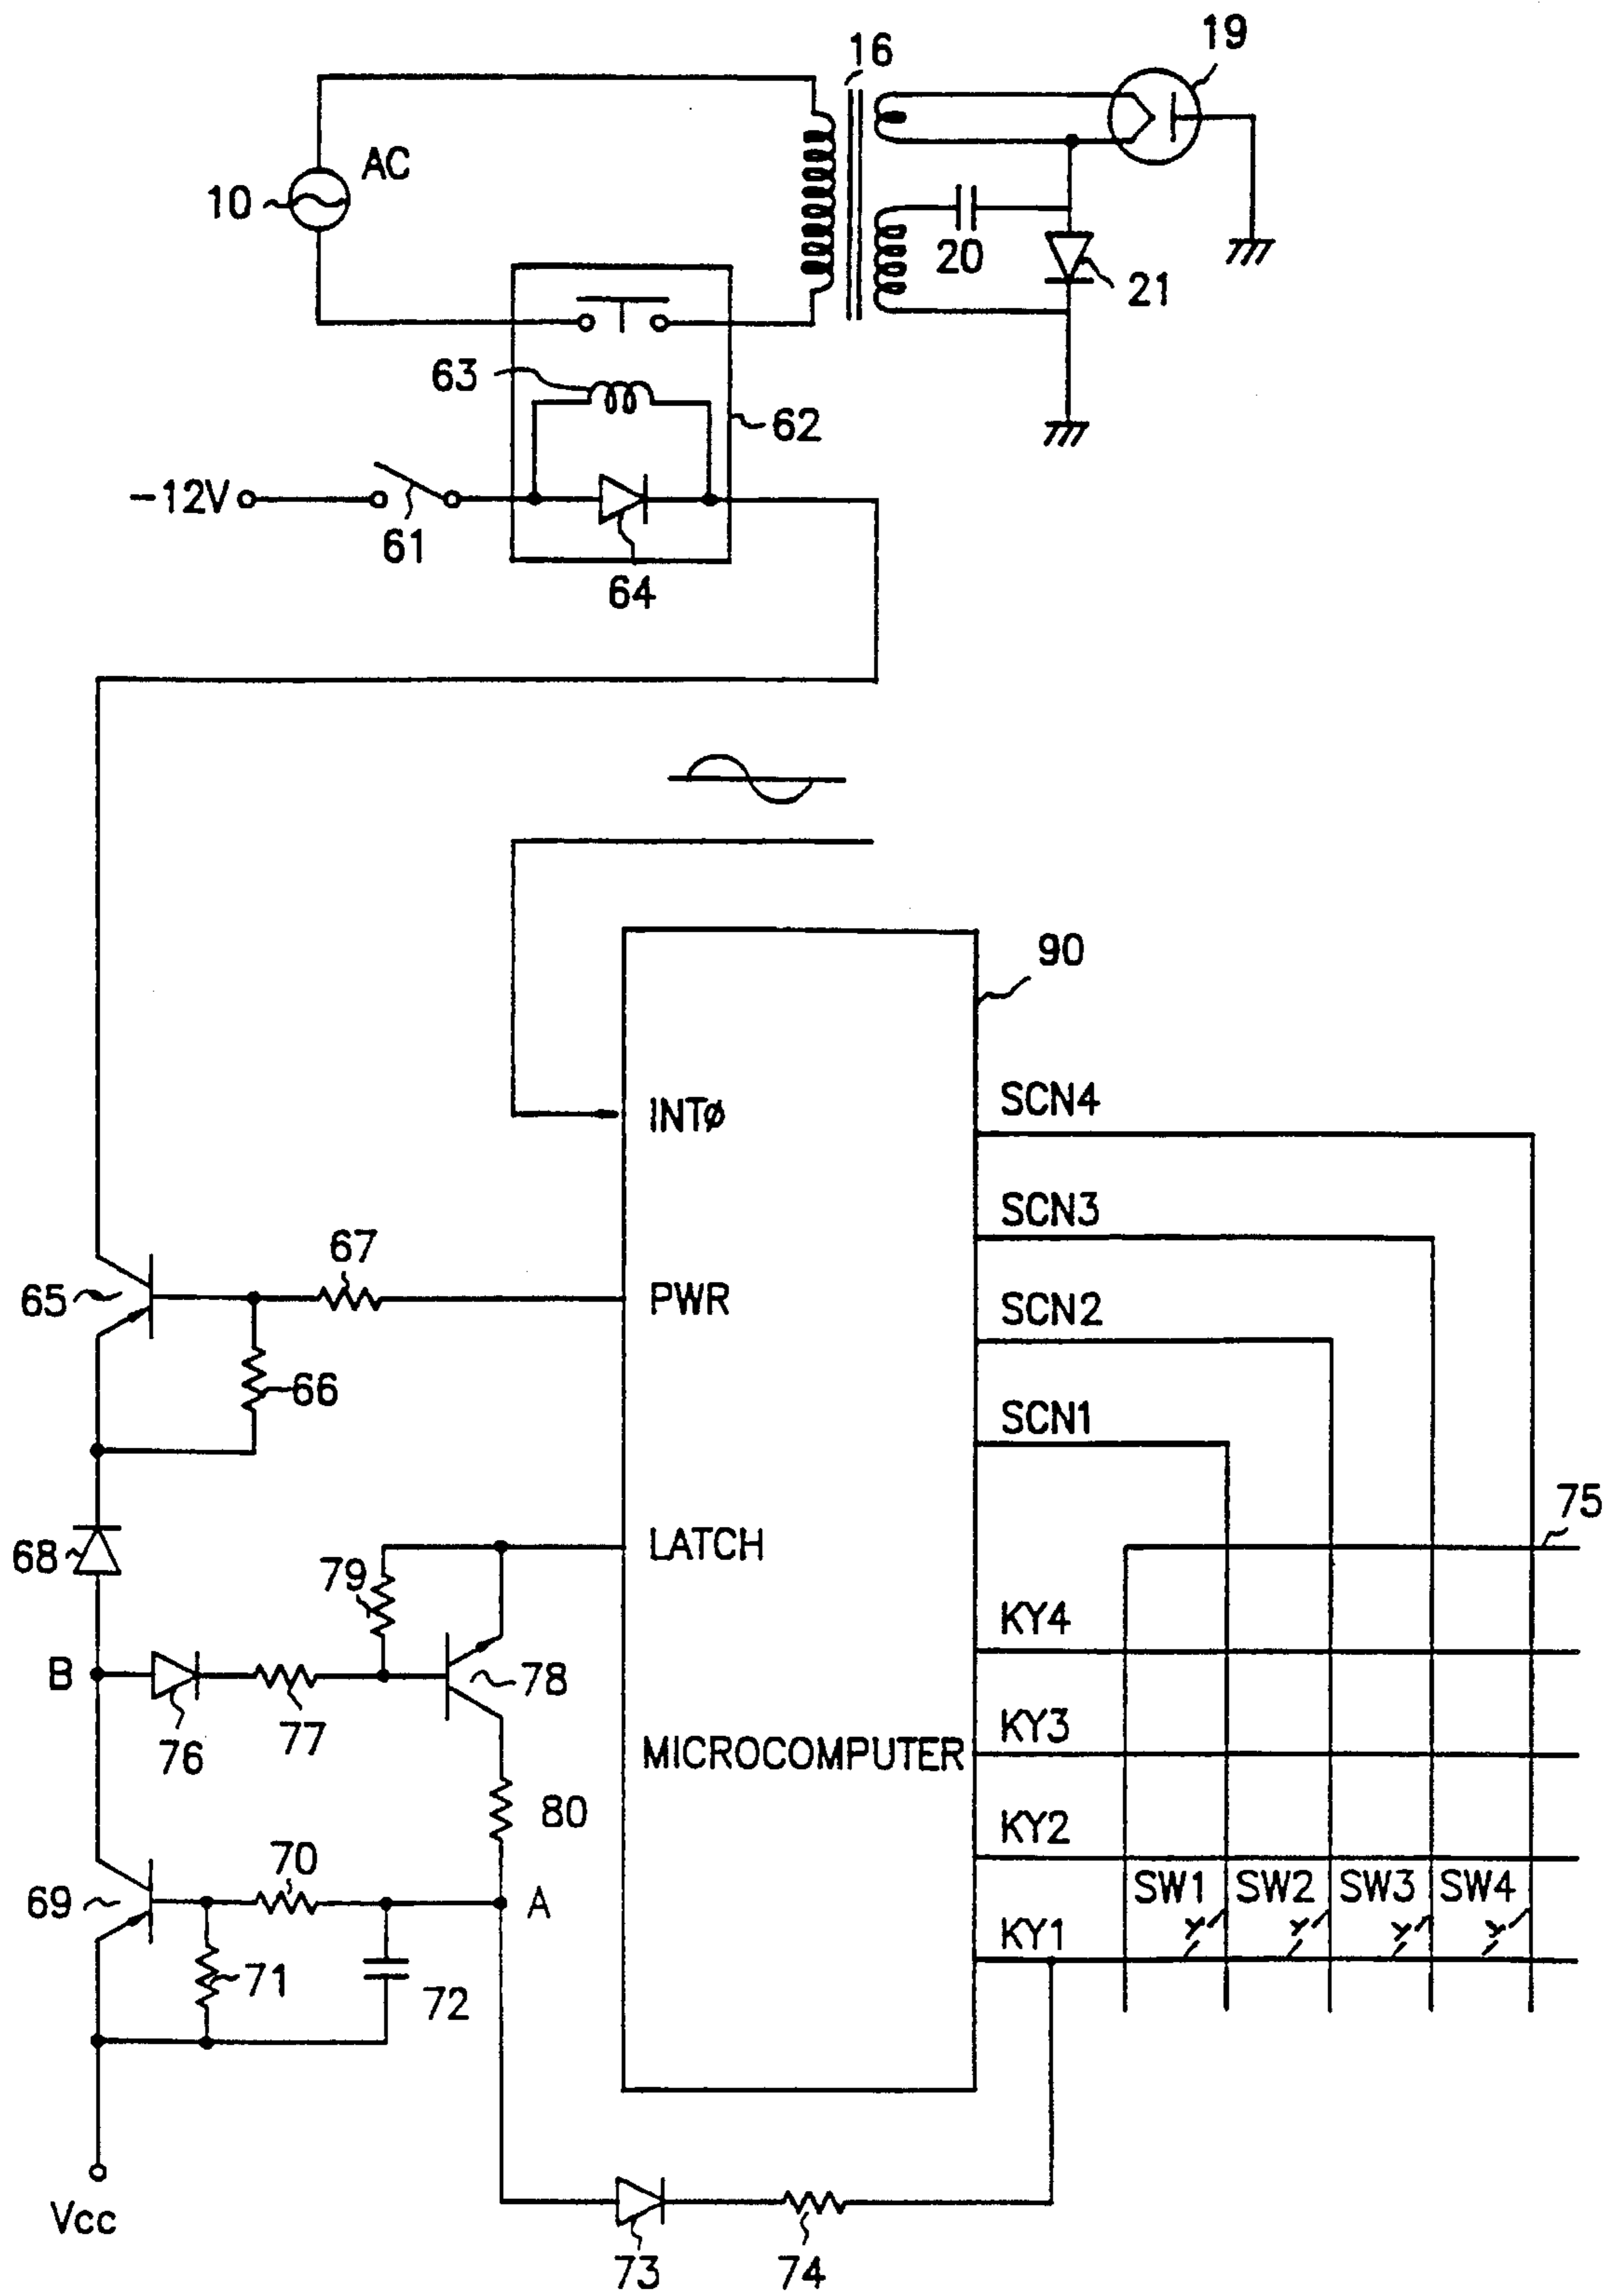 16
19
AC
10
20
21
63
62
-12V
61
64
90
SCN4
INTø
SCN3
67
65
PWR
SCN2
66
SCN1
75
68
79
LATCH
KY4
B
78
77
76
KY3
MICROCOMPUTER
80
KY2
70
SW1 SW2 SW3 SW4
69
A
KY1
71
72
Vcc
73
74